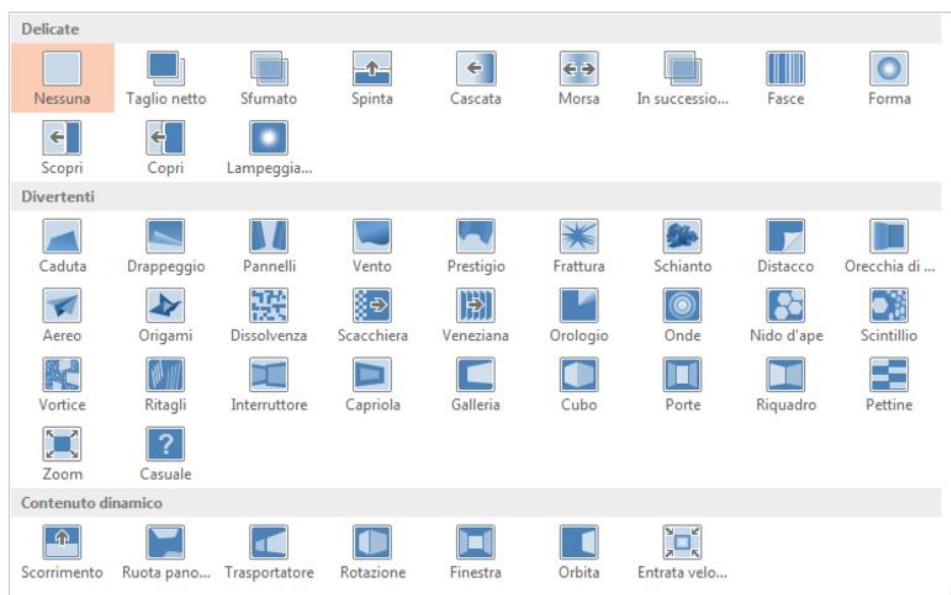 Delicate
Nessuna Taglio netto Sfumato Spinta Cascata Morsa In successio... Fasce Forma
Scopri Copri Lampeggia...
Divertenti
Caduta Drappeggio Pannelli Vento Prestigio Frattura Schianto Distacco Orecchia di ...
Aereo Origami Dissolvenza Scacchiera Veneziana Orologio Onde Nido d'ape Scintillio
Vortice Ritagli Interruttore Capriola Galleria Cubo Porte Riquadro Pettine
?
Zoom Casuale
Contenuto dinamico
Scorrimento Ruota pano... Trasportatore Rotazione Finestra Orbita Entrata velo...